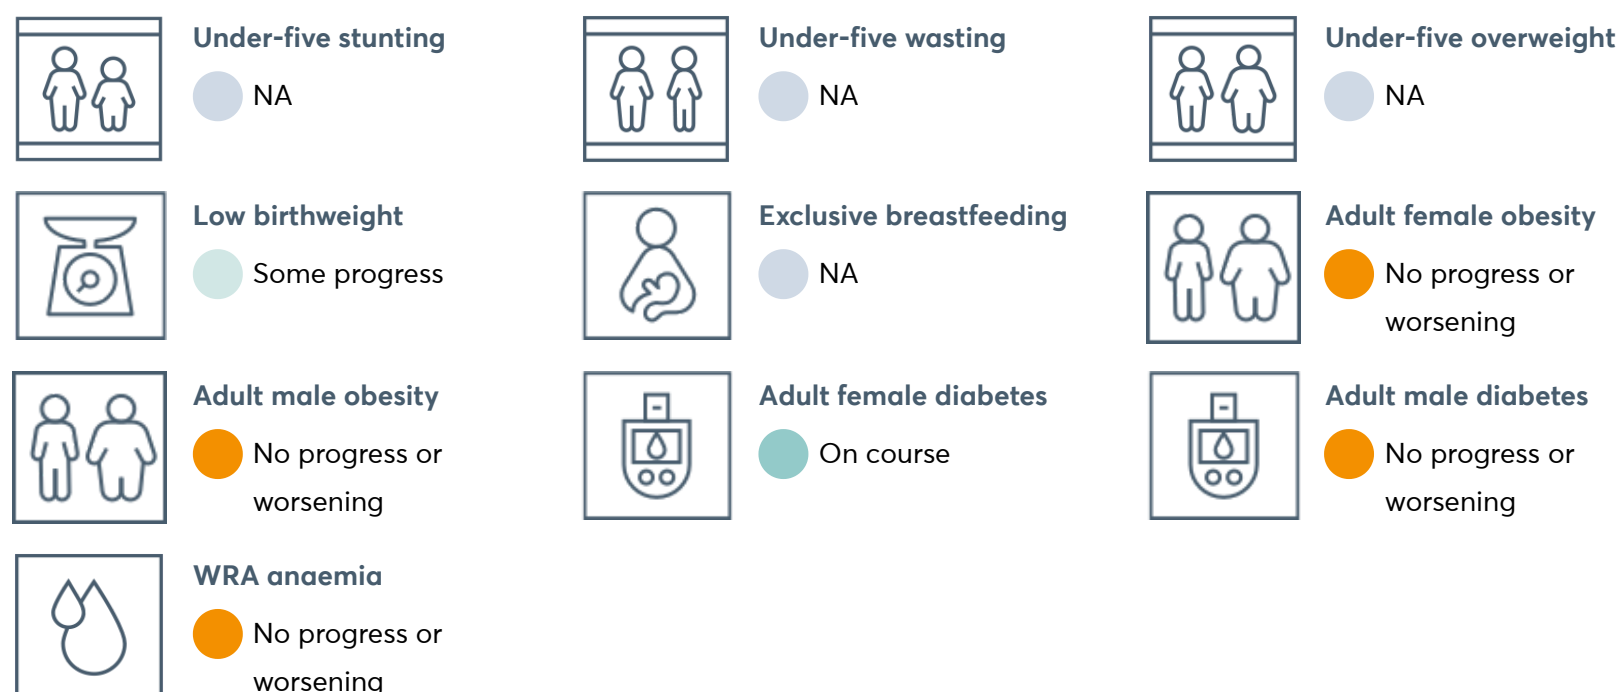 Under-five stunting
NA
Under-five wasting
NA
Under-five overweight
NA
Low birthweight
Some progress
Exclusive breastfeeding
NA
Adult female obesity
No progress or
worsening
Adult male obesity
No progress or
worsening
Adult female diabetes
On course
Adult male diabetes
No progress or
worsening
WRA anaemia
No progress or
worsening